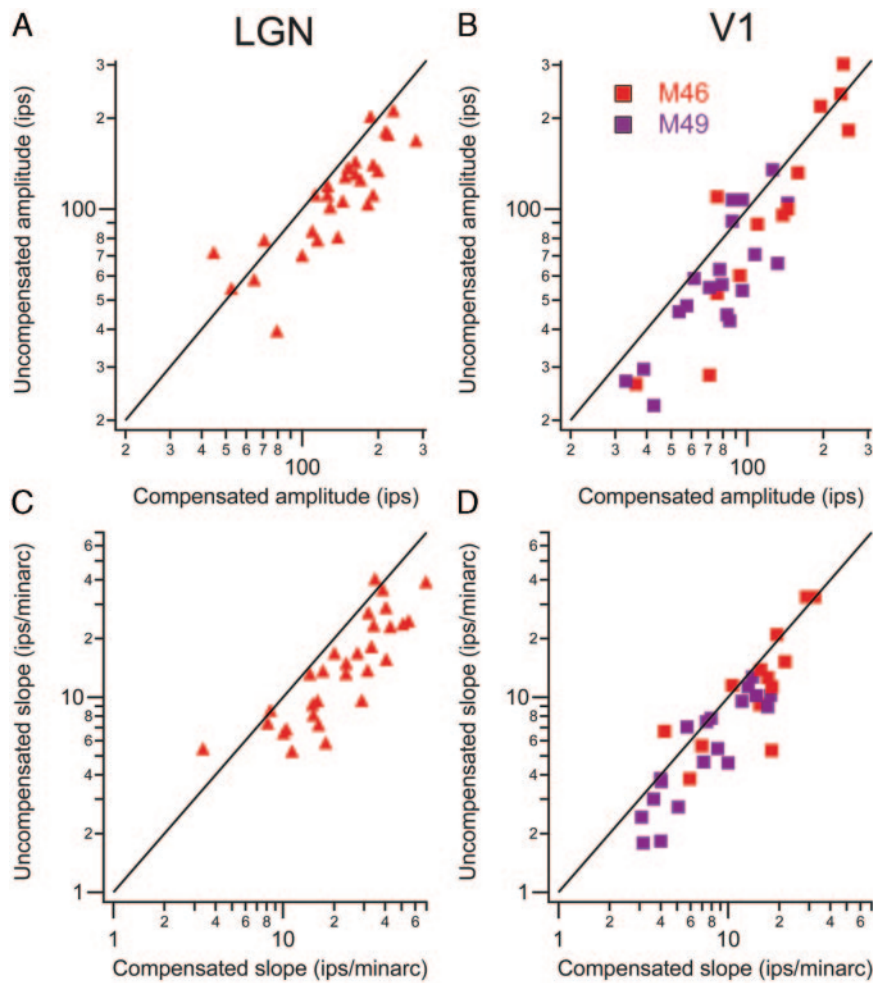 A LGN
B V1
Uncompensated amplitude (ips)
3
2
100
8
7
6
5
4
3
2
2 3 4 5 6 7 8 100 2 3
Compensated amplitude (ips)
Uncompensated amplitude (ips)
3
2
100
8
7
6
5
4
3
2
M46
M49
2 3 4 5 6 7 8 100 2 3
Compensated amplitude (ips)
C
Uncompensated slope (ips/minarc)
6
4
2
10
8
6
4
2
1
1 2 4 6 8 10 2 4 6
Compensated slope (ips/minarc)
D
Uncompensated slope (ips/minarc)
6
4
2
10
8
6
4
2
1
1 2 4 6 8 10 2 4 6
Compensated slope (ips/minarc)